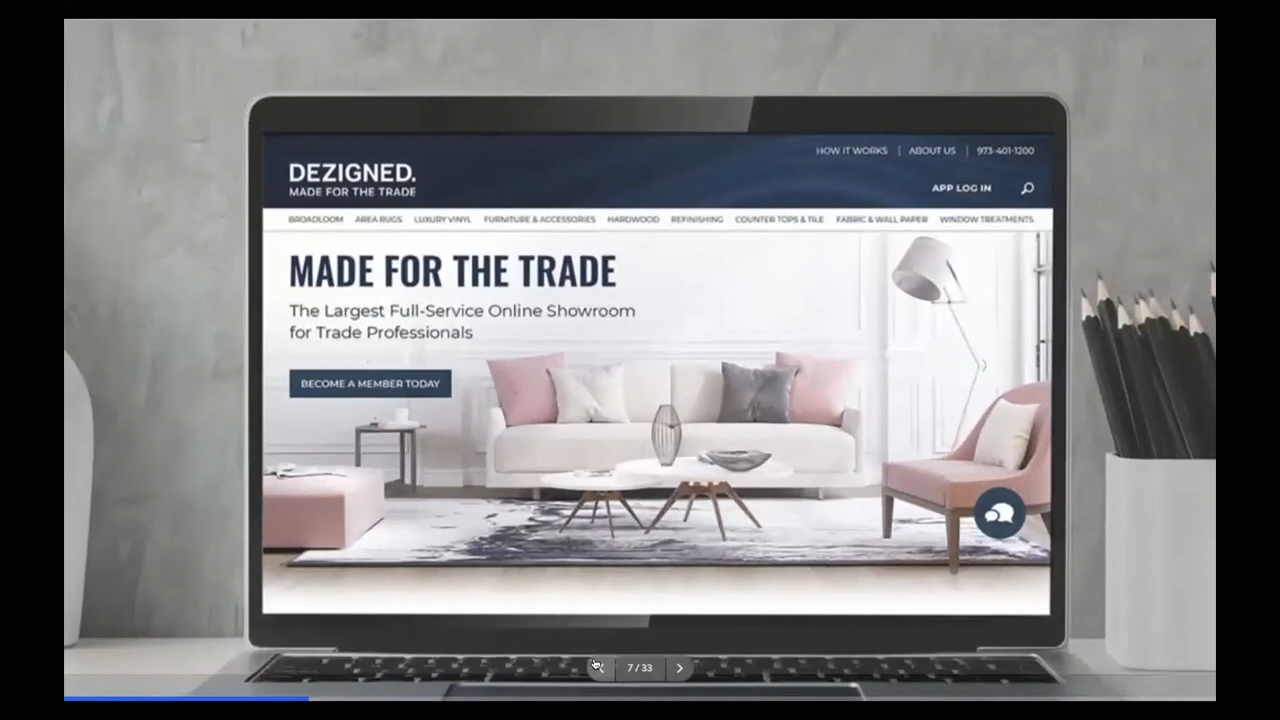 HOW IT WORKS | ABOUT US | 973-401-1200
DEZIGNED.
MADE FOR THE TRADE
APP LOG IN
BROADLOOM AREA RUGS LUXURY VINYL FURNITURE & ACCESSORIES HARDWOOD REFINISHING COUNTER TOPS & TILE FABRIC & WALL PAPER WINDOW TREATMENTS
MADE FOR THE TRADE
The Largest Full-Service Online Showroom
for Trade Professionals
BECOME A MEMBER TODAY
7 / 33